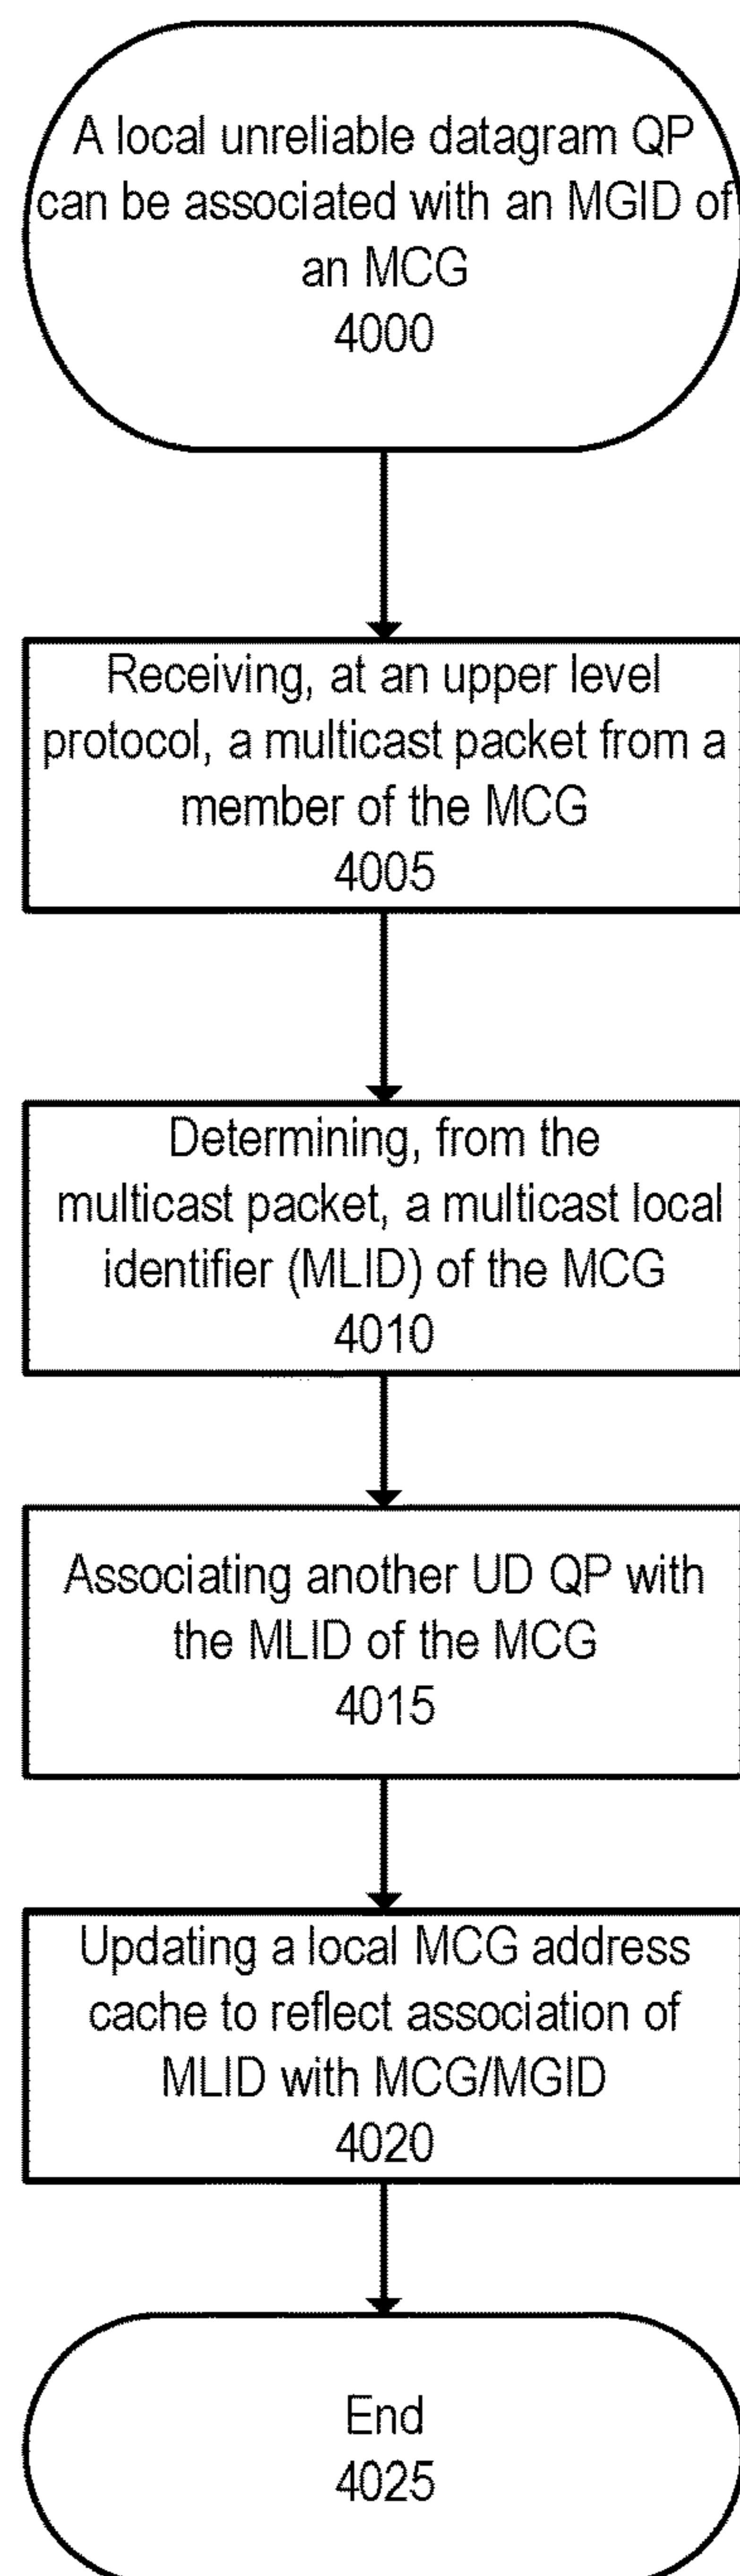 A local unreliable datagram QP
can be associated with an MGID of
an MCG
4000
Receiving, at an upper level
protocol, a multicast packet from a
member of the MCG
4005
Determining, from the
multicast packet, a multicast local
identifier (MLID) of the MCG
4010
Associating another UD QP with
the MLID of the MCG
4015
Updating a local MCG address
cache to reflect association of
MLID with MCG/MGID
4020
End
4025